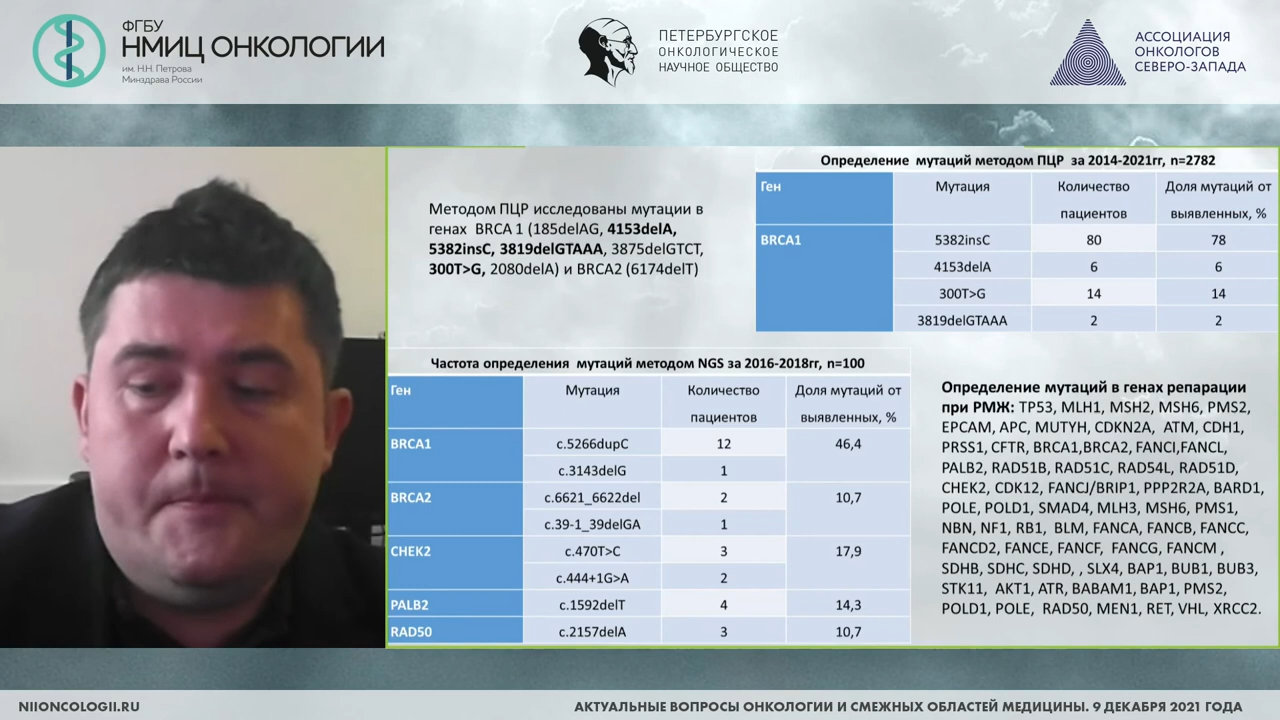 ФГБУ
НМИЦ ОНКОЛОГИИ
им. Н.Н. Петрова
Минздрава России
ПЕТЕРБУРГСКОЕ
ОНКОЛОГИЧЕСКОЕ
НАУЧНОЕ ОБЩЕСТВО
АССОЦИАЦИЯ
ОНКОЛОГОВ
СЕВЕРО-ЗАПАДА
Методом ПЦР исследованы мутации в
генах BRCA 1 (185delAG, 4153delA,
5382insC, 3819delGTAAA, 3875delGTCT,
300T>G, 2080delA) и BRCA2 (6174delT)
Определение мутаций методом ПЦР за 2014-2021гг, n=2782
Ген Мутация Количество пациентов Доля мутаций от выявленных, %
BRCA1 5382insC 80 78
4153delA 6 6
300T>G 14 14
3819delGTAAA 2 2
Частота определения мутаций методом NGS за 2016-2018гг, n=100
Ген Мутация Количество пациентов Доля мутаций от выявленных, %
BRCA1 c.5266dupC 12 46,4
c.3143delG 1
BRCA2 c.6621_6622del 2 10,7
c.39-1_39delGA 1
CHEK2 c.470T>C 3 17,9
c.444+1G>A 2
PALB2 c.1592delT 4 14,3
RAD50 c.2157delA 3 10,7
Определение мутаций в генах репарации
при РМЖ: TP53, MLH1, MSH2, MSH6, PMS2,
EPCAM, APC, MUTYH, CDKN2A, ATM, CDH1,
PRSS1, CFTR, BRCA1,BRCA2, FANCI,FANCL,
PALB2, RAD51B, RAD51C, RAD54L, RAD51D,
CHEK2, CDK12, FANCJ/BRIP1, PPP2R2A, BARD1,
POLE, POLD1, SMAD4, MLH3, MSH6, PMS1,
NBN, NF1, RB1, BLM, FANCA, FANCB, FANCC,
FANCD2, FANCE, FANCF, FANCG, FANCM ,
SDHB, SDHC, SDHD, , SLX4, BAP1, BUB1, BUB3,
STK11, AKT1, ATR, BABAM1, BAP1, PMS2,
POLD1, POLE, RAD50, MEN1, RET, VHL, XRCC2.
NIIONCOLOGII.RU
АКТУАЛЬНЫЕ ВОПРОСЫ ОНКОЛОГИИ И СМЕЖНЫХ ОБЛАСТЕЙ МЕДИЦИНЫ. 9 ДЕКАБРЯ 2021 ГОДА